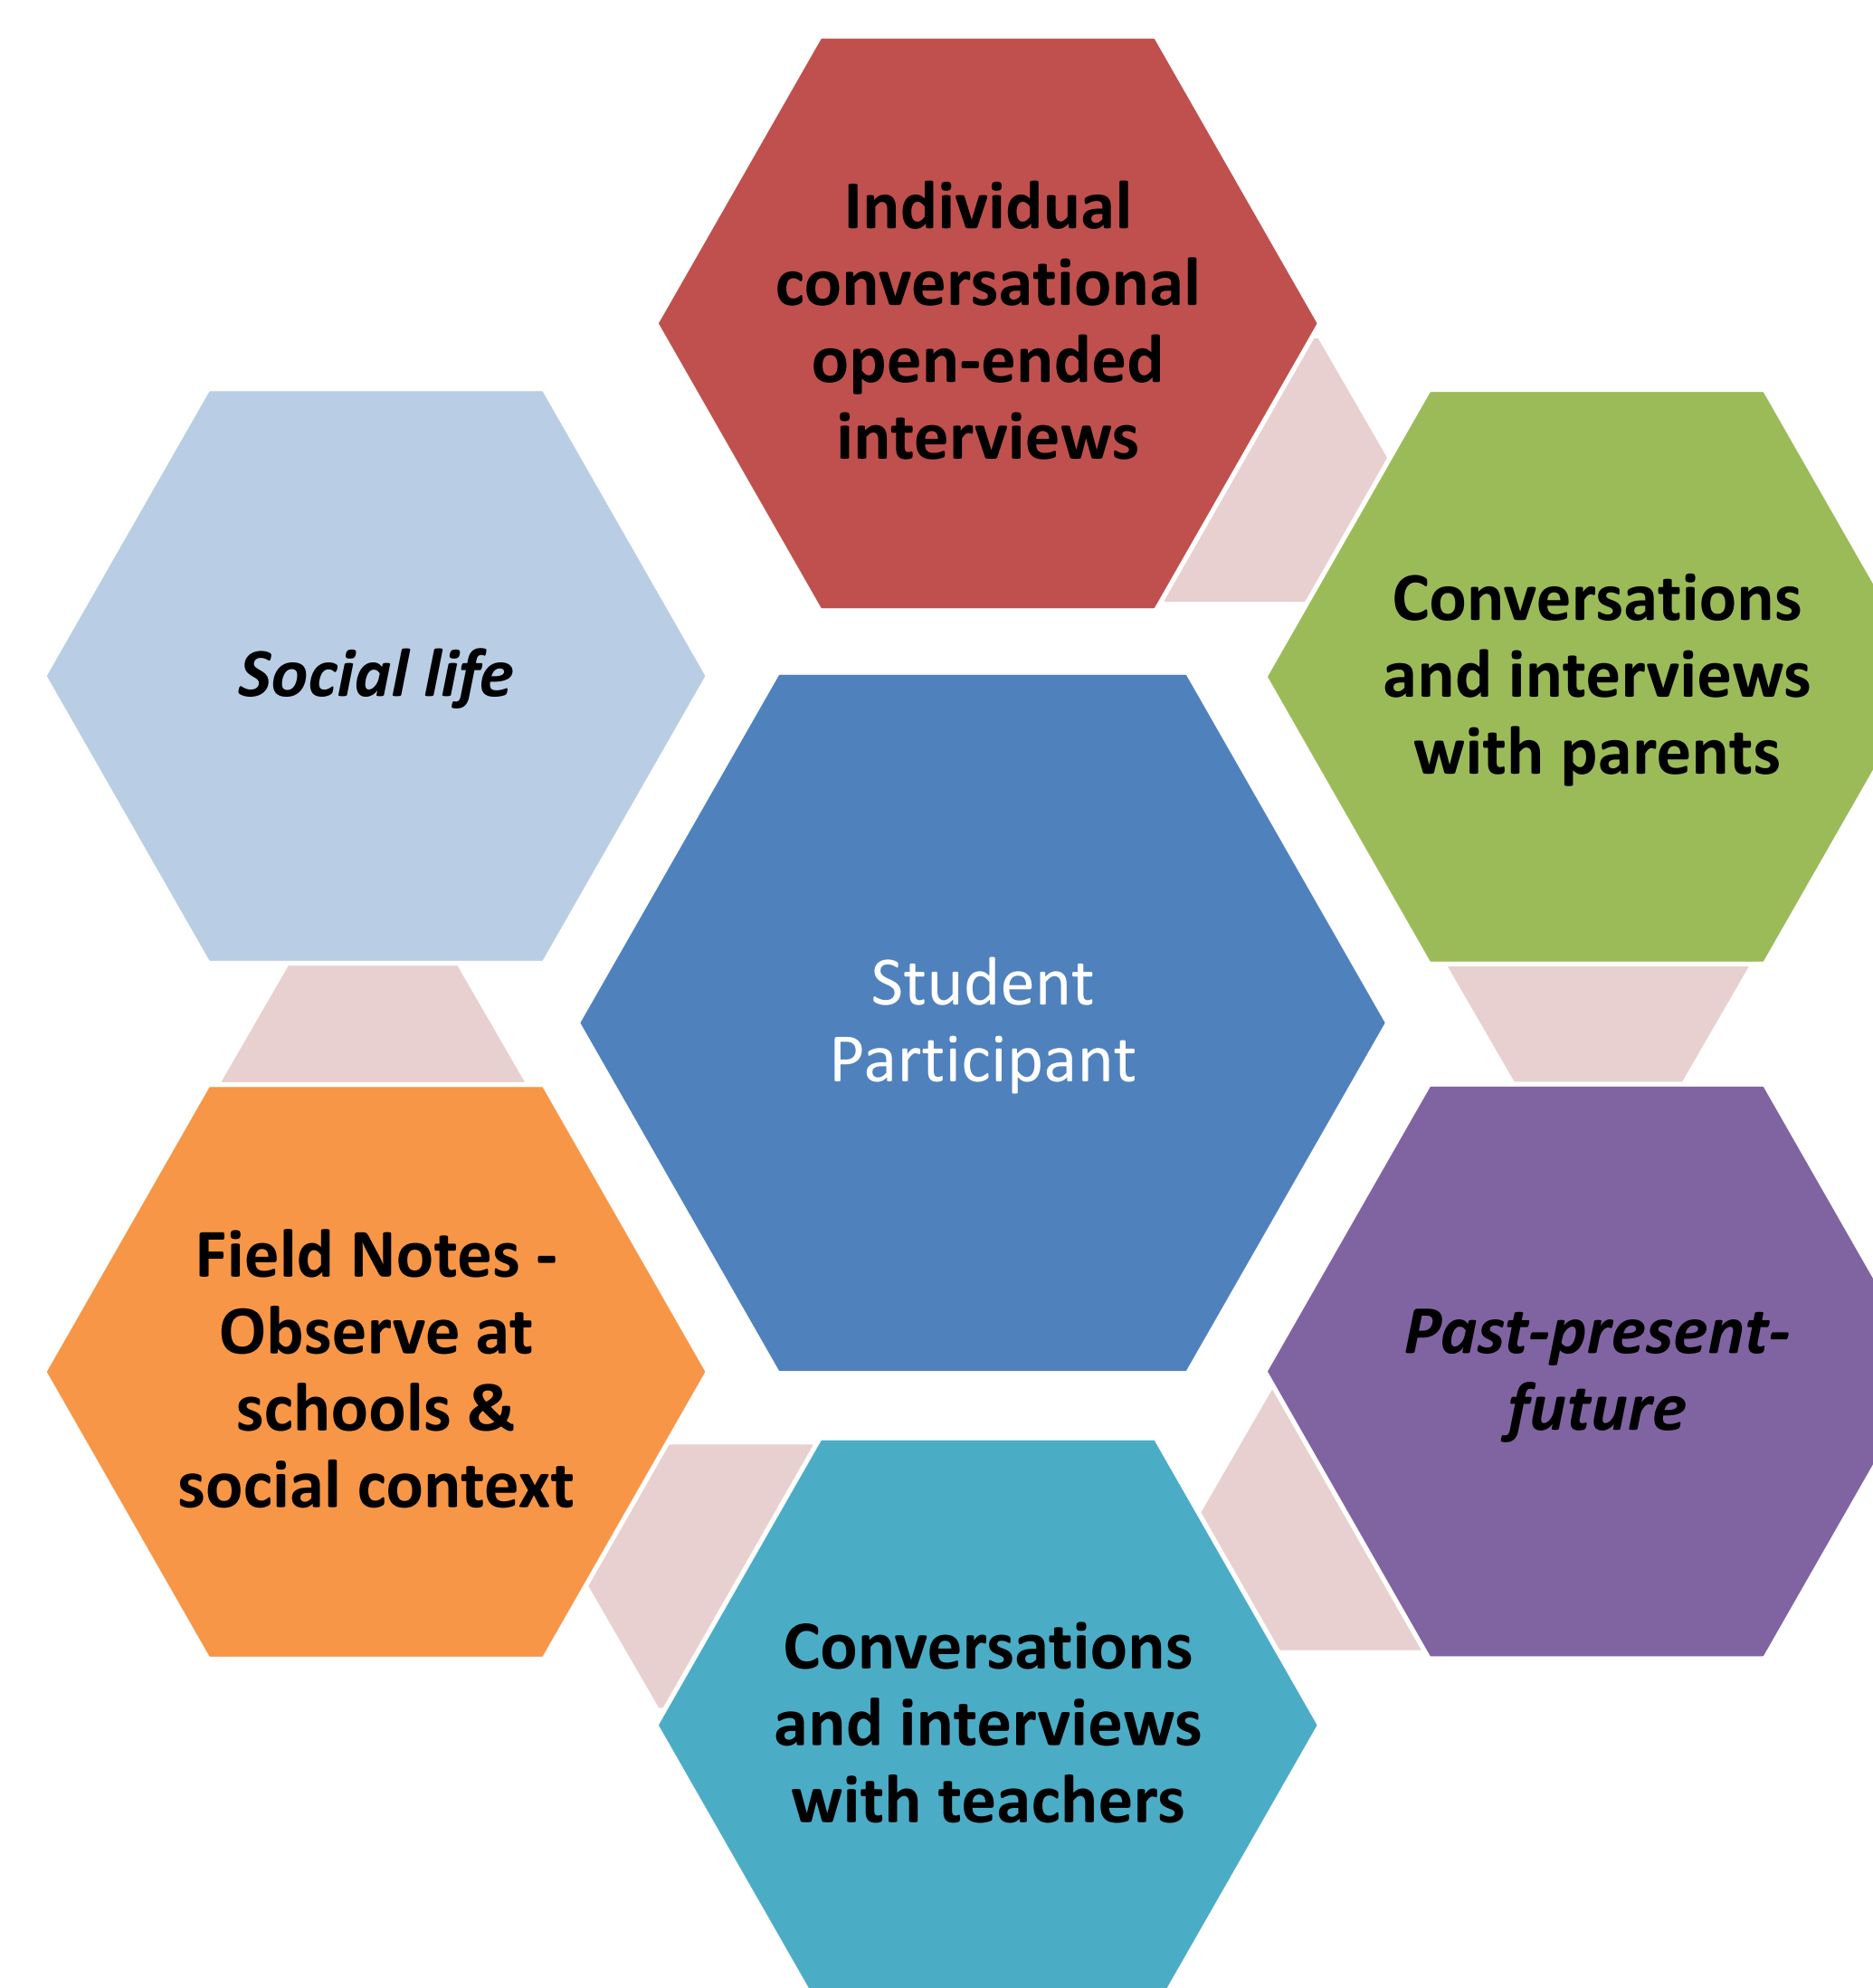 Individual
conversational
open-ended
interviews
Conversations
and interviews
with parents
Social life
Student
Participant
Field Notes -
Observe at
schools &
social context
Past-present-
future
Conversations
and interviews
with teachers